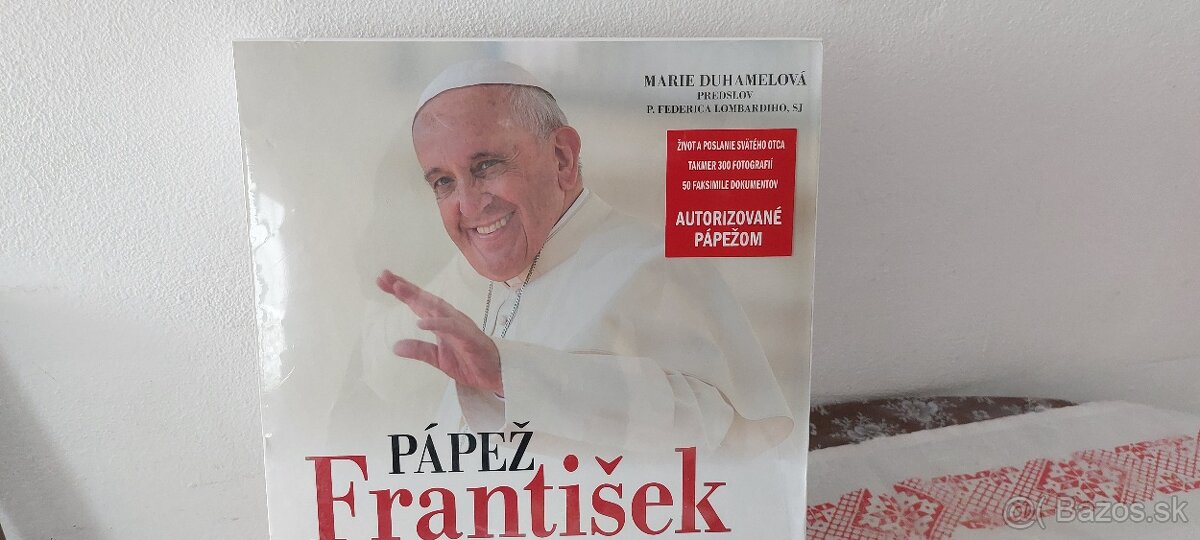 MARIE DUHAMELOVÁ
PREDSLOV
P. FEDERICA LOMBARDIHO, SJ
ŽIVOT A POSLANIE SVÄTÉHO OTCA
TAKMER 300 FOTOGRAFIÍ
50 FAKSIMILE DOKUMENTOV
AUTORIZOVANÉ
PÁPEŽOM
PÁPEŽ
František
Bazos.sk